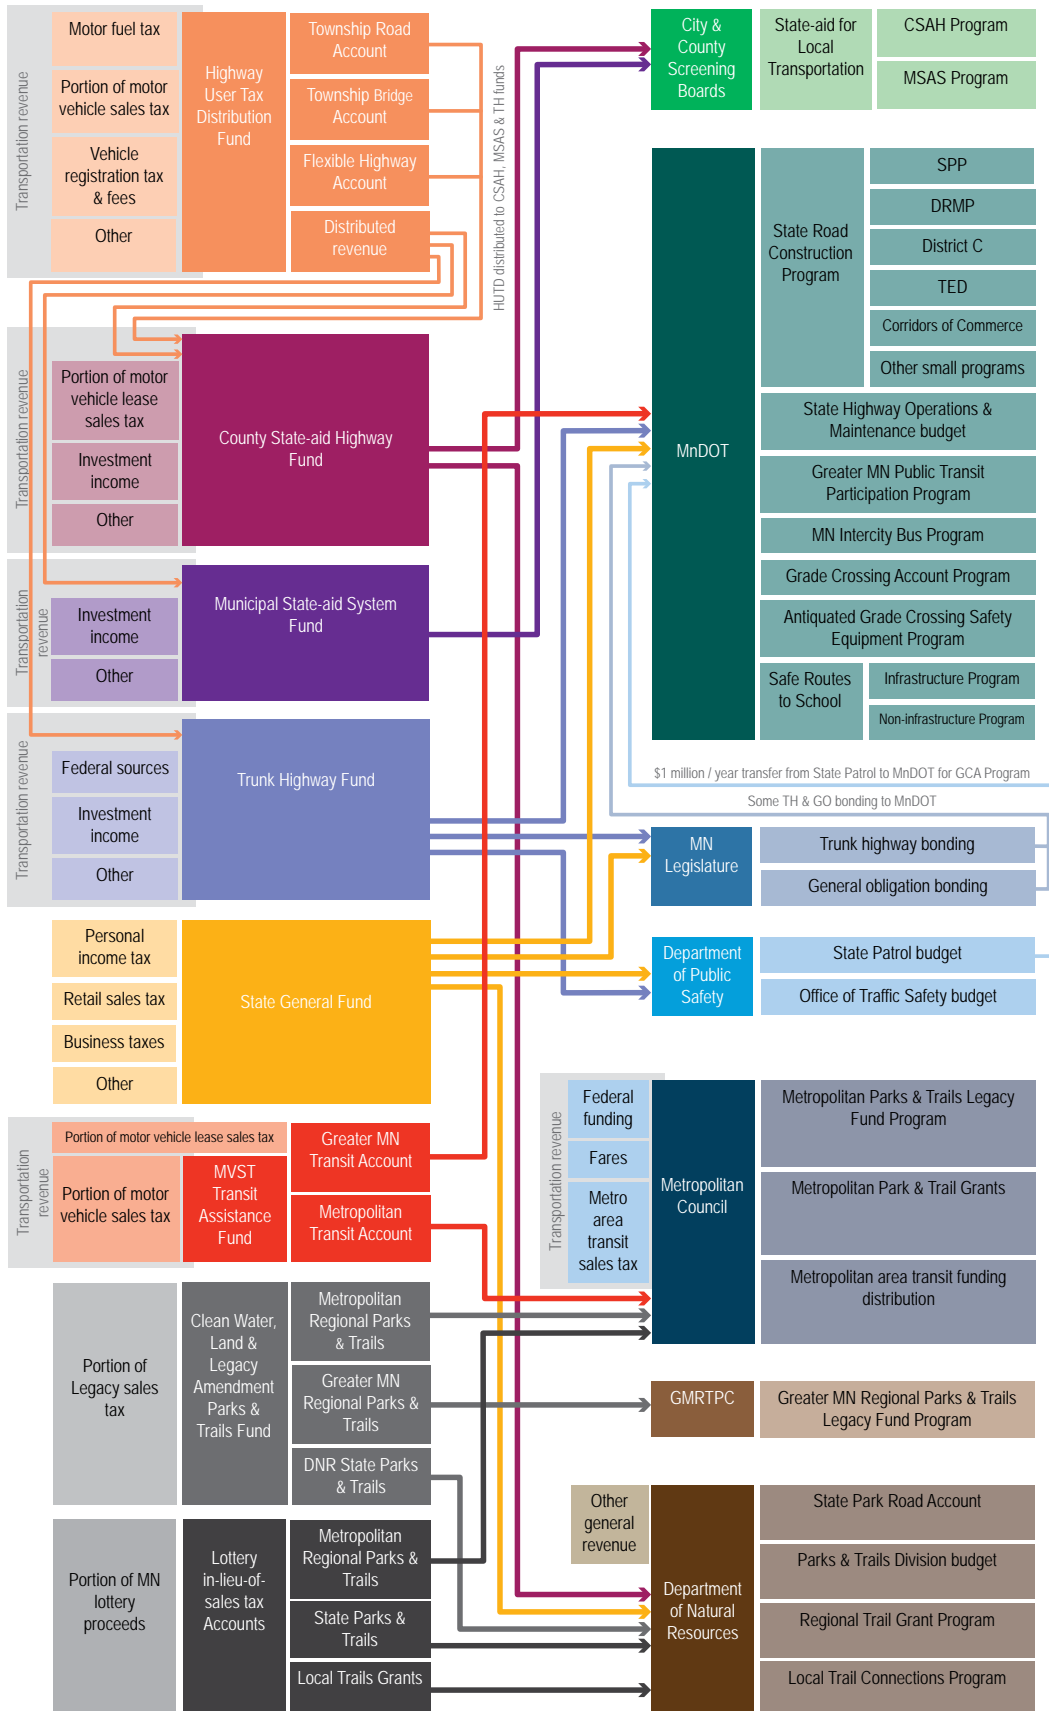 Transportation revenue
Motor fuel tax
Portion of motor
vehicle sales tax
Vehicle
registration tax
& fees
Other
Highway
User Tax
Distribution
Fund
Township Road
Account
Township Bridge
Account
Flexible Highway
Account
Distributed
revenue
HUTD distributed to CSAH, MSAS & TH funds
Transportation revenue
Portion of motor
vehicle lease
sales tax
Investment
income
Other
County State-aid Highway
Fund
Transportation
revenue
Investment
income
Other
Municipal State-aid System
Fund
Transportation revenue
Federal sources
Investment
income
Other
Trunk Highway Fund
Personal
income tax
Retail sales tax
Business taxes
Other
State General Fund
Transportation
revenue
Portion of motor vehicle lease sales tax
Portion of motor
vehicle sales tax
MVST
Transit
Assistance
Fund
Greater MN
Transit Account
Metropolitan
Transit Account
Portion of
Legacy sales
tax
Clean Water,
Land &
Legacy
Amendment
Parks &
Trails Fund
Metropolitan
Regional Parks
& Trails
Greater MN
Regional Parks &
Trails
DNR State Parks
& Trails
Portion of MN
lottery
proceeds
Lottery
in-lieu-of-
sales tax
Accounts
Metropolitan
Regional Parks &
Trails
State Parks &
Trails
Local Trails Grants
City &
County
Screening
Boards
State-aid for
Local
Transportation
CSAH Program
MSAS Program
MnDOT
State Road
Construction
Program
SPP
DRMP
District C
TED
Corridors of Commerce
Other small programs
State Highway Operations &
Maintenance budget
Greater MN Public Transit
Participation Program
MN Intercity Bus Program
Grade Crossing Account Program
Antiquated Grade Crossing Safety
Equipment Program
Safe Routes
to School
Infrastructure Program
Non-infrastructure Program
$1 million / year transfer from State Patrol to MnDOT for GCA Program
Some TH & GO bonding to MnDOT
MN
Legislature
Trunk highway bonding
General obligation bonding
Department
of Public
Safety
State Patrol budget
Office of Traffic Safety budget
Transportation revenue
Federal
funding
Fares
Metro
area
transit
sales tax
Metropolitan
Council
Metropolitan Parks & Trails Legacy
Fund Program
Metropolitan Park & Trail Grants
Metropolitan area transit funding
distribution
GMRTPC
Greater MN Regional Parks & Trails
Legacy Fund Program
Other
general
revenue
Department
of Natural
Resources
State Park Road Account
Parks & Trails Division budget
Regional Trail Grant Program
Local Trail Connections Program